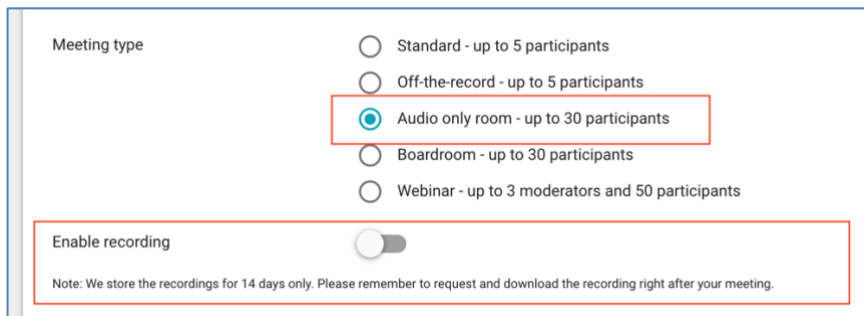 Meeting type
Standard - up to 5 participants
Off-the-record - up to 5 participants
Audio only room - up to 30 participants
Boardroom - up to 30 participants
Webinar - up to 3 moderators and 50 participants
Enable recording
Note: We store the recordings for 14 days only. Please remember to request and download the recording right after your meeting.